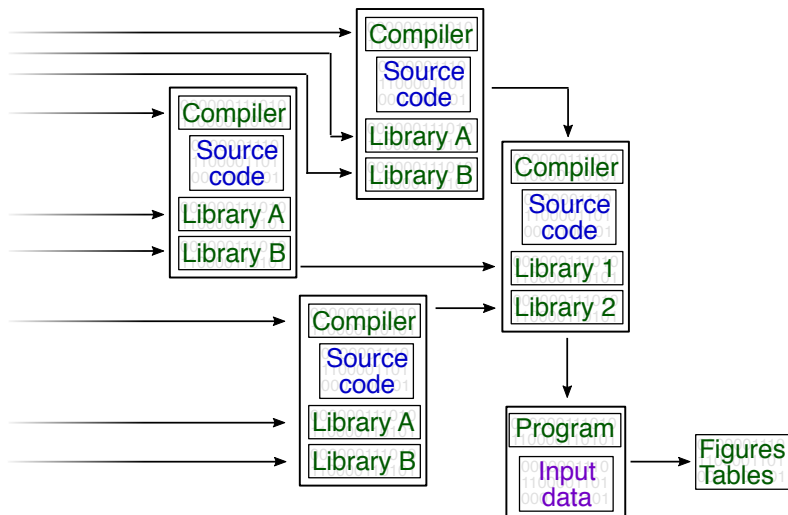 Compiler
Source
code
Library A
Library B
Compiler
Source
code
Library A
Library B
Compiler
Source
code
Library 1
Library 2
Compiler
Source
code
Library A
Library B
Program
Input
data
Figures
Tables